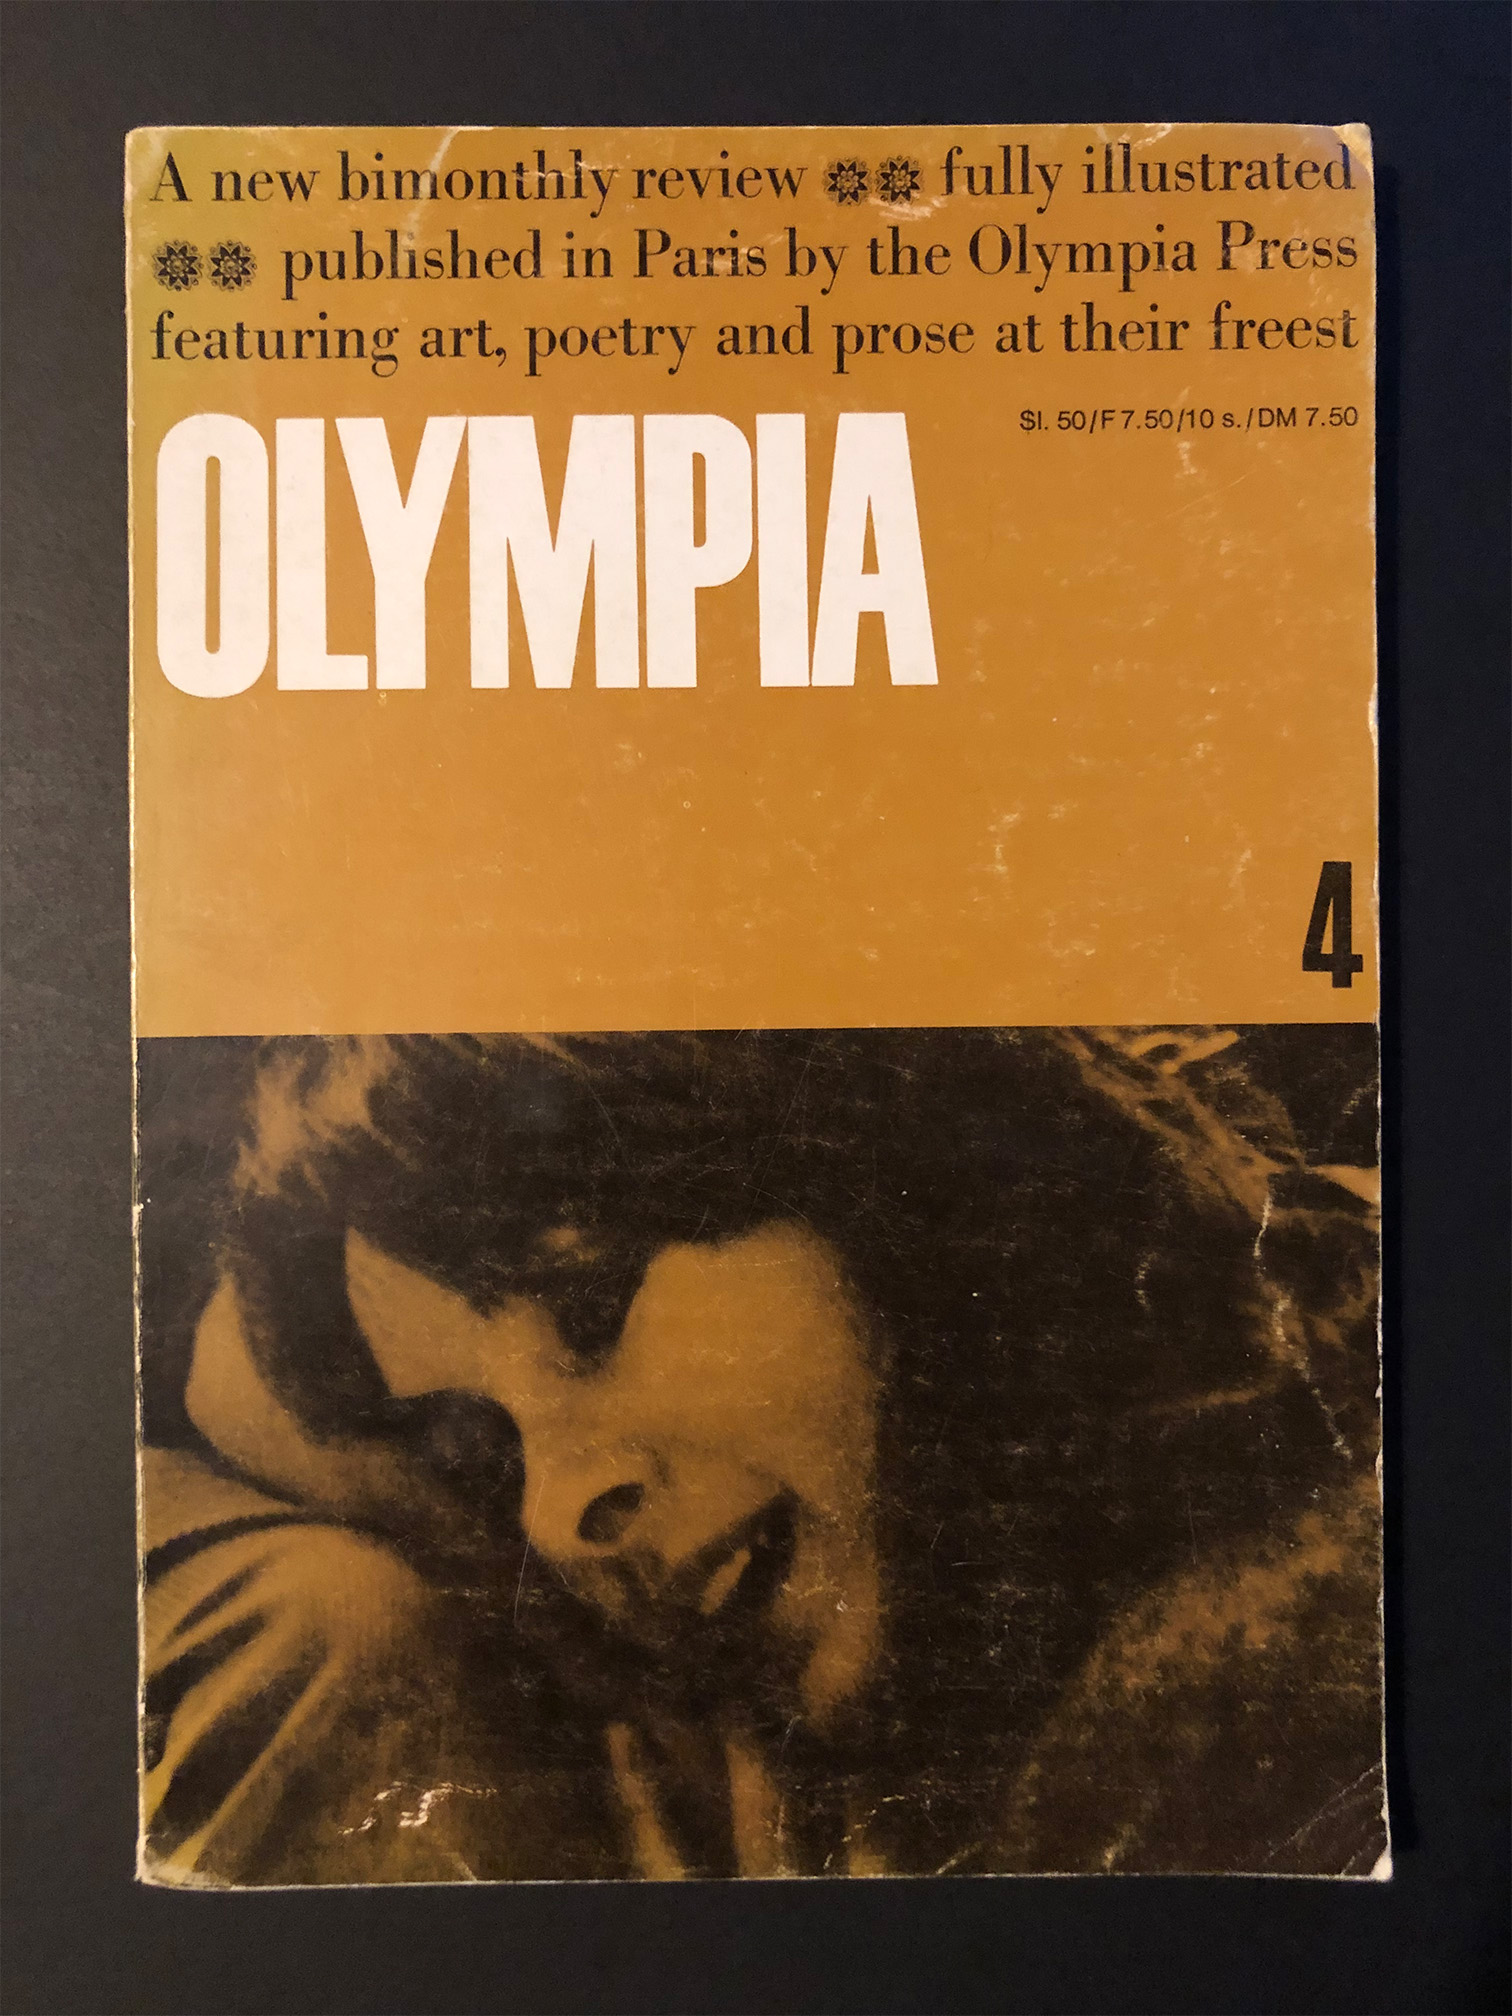 A new bimonthly review fully illustrated
published in Paris by the Olympia Press
featuring art, poetry and prose at their freest
OLYMPIA
$1.50/F 7.50/10 s./DM 7.50
4